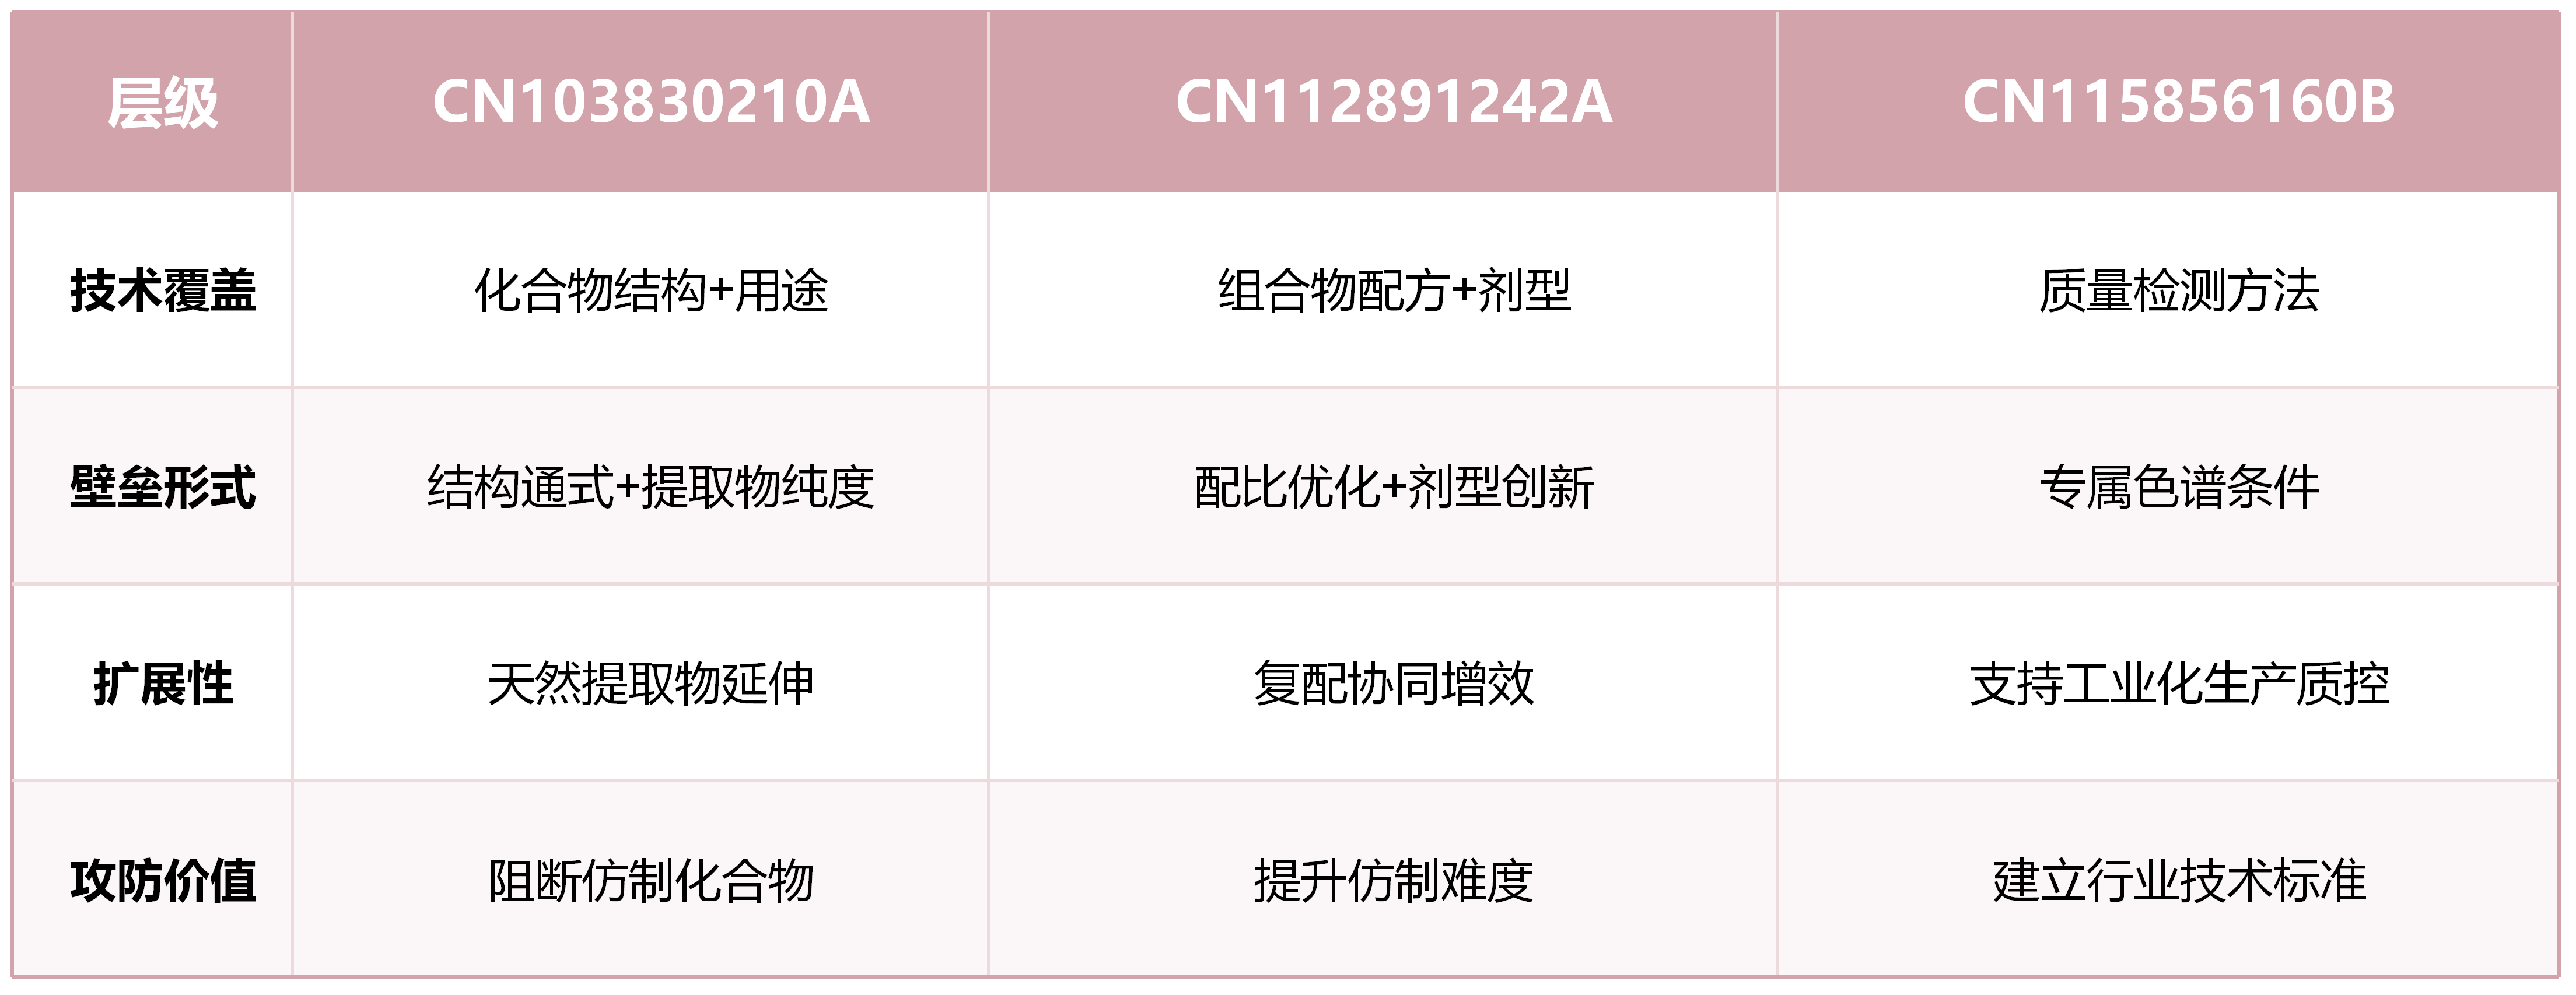 层级 CN103830210A CN112891242A CN115856160B
技术覆盖 化合物结构+用途 组合物配方+剂型 质量检测方法
壁垒形式 结构通式+提取物纯度 配比优化+剂型创新 专属色谱条件
扩展性 天然提取物延伸 复配协同增效 支持工业化生产质控
攻防价值 阻断仿制化合物 提升仿制难度 建立行业技术标准